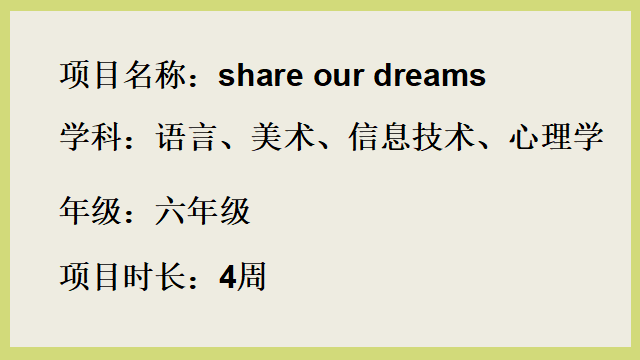 项目名称：share our dreams
学科：语言、美术、信息技术、心理学
年级：六年级
项目时长：4周